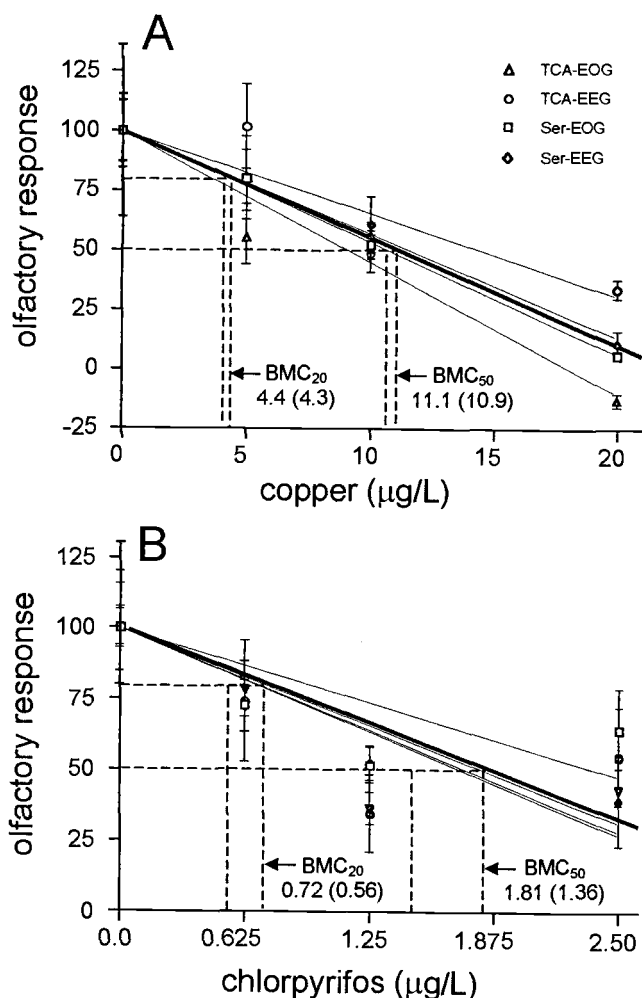 A
125
100
75
50
25
0
-25
olfactory response
TCA-EOG
TCA-EEG
Ser-EOG
Ser-EEG
BMC₂₀
4.4 (4.3)
BMC₅₀
11.1 (10.9)
0 5 10 15 20
copper (μg/L)
B
125
100
75
50
25
0
olfactory response
BMC₂₀
0.72 (0.56)
BMC₅₀
1.81 (1.36)
0.0 0.625 1.25 1.875 2.50
chlorpyrifos (μg/L)